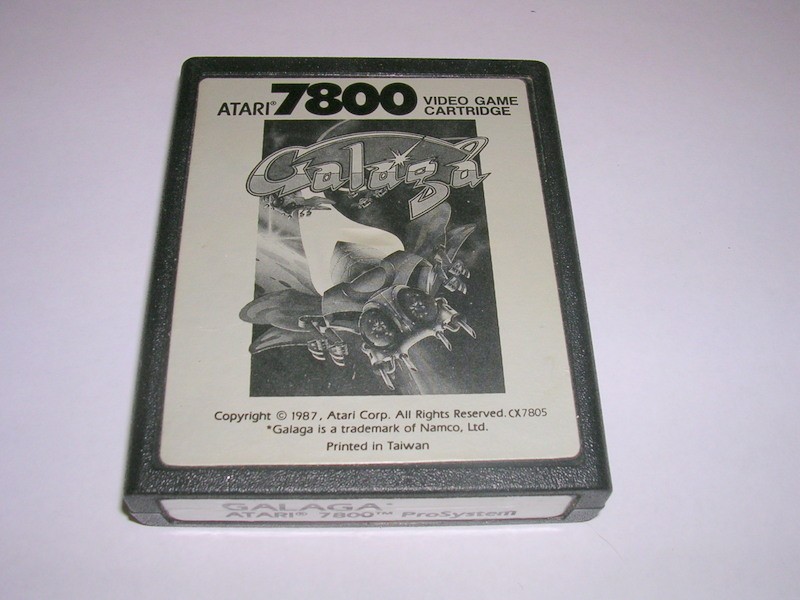 ATARI® 7800 VIDEO GAME
CARTRIDGE
Galaga
Copyright © 1987, Atari Corp. All Rights Reserved. CX7805
*Galaga is a trademark of Namco, Ltd.
Printed in Taiwan
GALAGA™
ATARI® 7800™ ProSystem